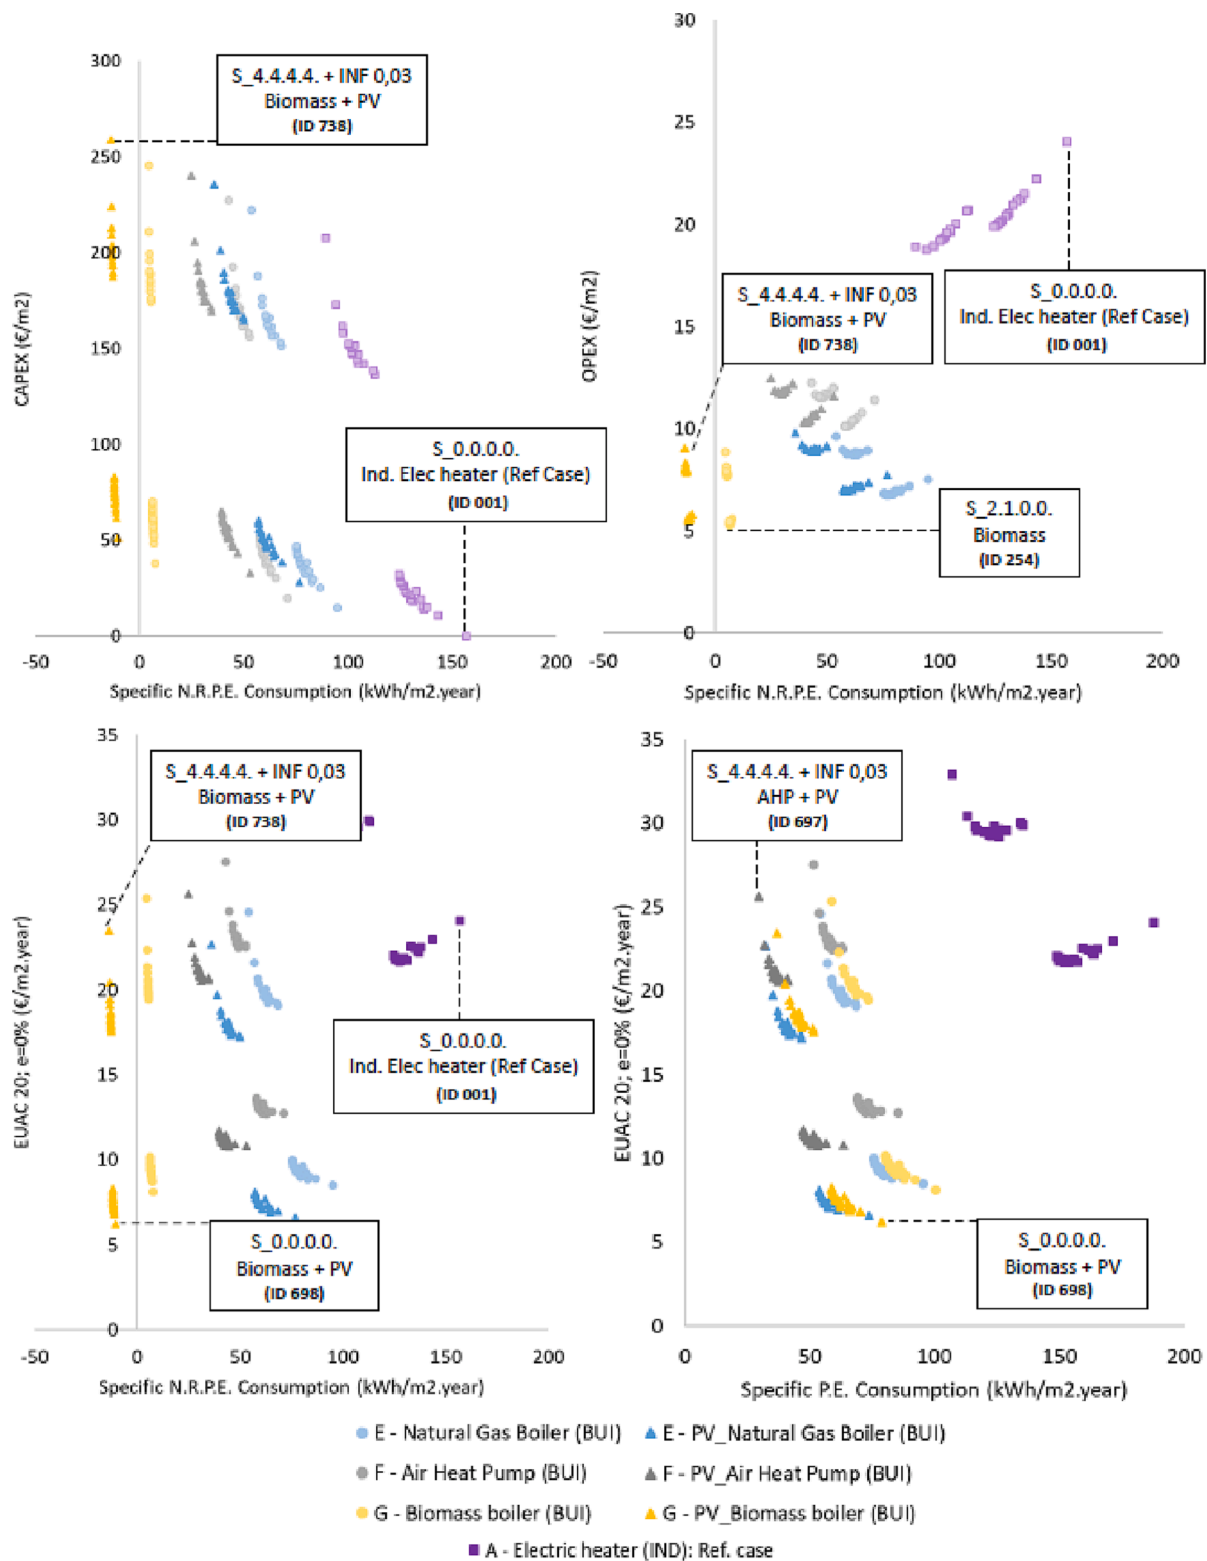 300
250
200
150
100
50
0
CAPEX (€/m2)
S_4.4.4.4. + INF 0,03
Biomass + PV
(ID 738)
S_0.0.0.0.
Ind. Elec heater (Ref Case)
(ID 001)
-50 0 50 100 150 200
Specific N.R.P.E. Consumption (kWh/m2.year)
30
25
20
15
10
5
0
OPEX (€/m2)
S_4.4.4.4. + INF 0,03
Biomass + PV
(ID 738)
S_0.0.0.0.
Ind. Elec heater (Ref Case)
(ID 001)
S_2.1.0.0.
Biomass
(ID 254)
-50 0 50 100 150 200
Specific N.R.P.E. Consumption (kWh/m2.year)
35
30
25
20
15
10
5
0
EUAC 20; e=0% (€/m2.year)
S_4.4.4.4. + INF 0,03
Biomass + PV
(ID 738)
S_0.0.0.0.
Ind. Elec heater (Ref Case)
(ID 001)
S_0.0.0.0.
Biomass + PV
(ID 698)
-50 0 50 100 150 200
Specific N.R.P.E. Consumption (kWh/m2.year)
35
30
25
20
15
10
5
0
EUAC 20; e=0% (€/m2.year)
S_4.4.4.4. + INF 0,03
AHP + PV
(ID 697)
S_0.0.0.0.
Biomass + PV
(ID 698)
0 50 100 150 200
Specific P.E. Consumption (kWh/m2.year)
E - Natural Gas Boiler (BUI) E - PV_Natural Gas Boiler (BUI)
F - Air Heat Pump (BUI) F - PV_Air Heat Pump (BUI)
G - Biomass boiler (BUI) G - PV_Biomass boiler (BUI)
A - Electric heater (IND): Ref. case